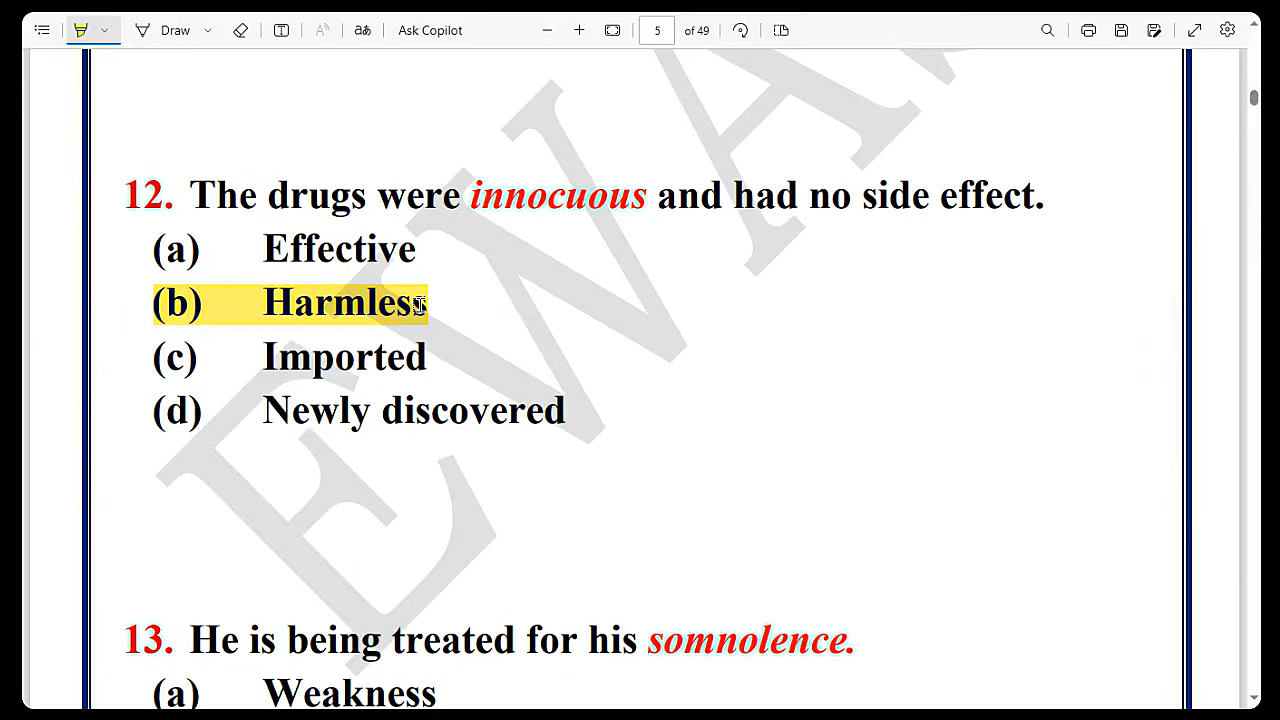 Draw
Ask Copilot
5 of 49
12. The drugs were innocuous and had no side effect.
(a) Effective
(b) Harmless
(c) Imported
(d) Newly discovered
13. He is being treated for his somnolence.
(a) Weakness